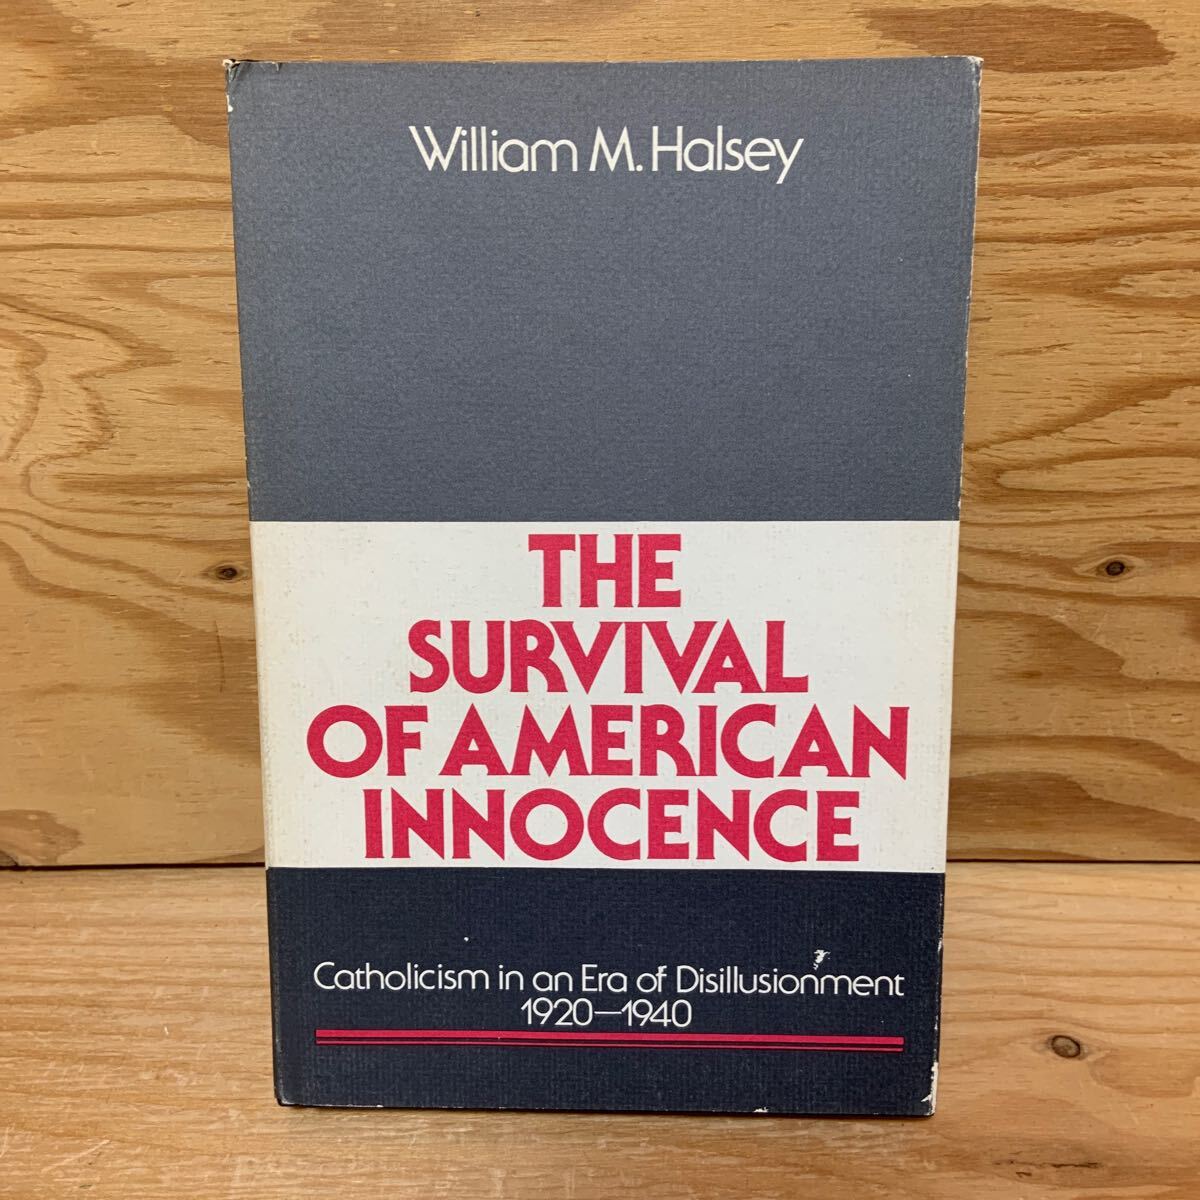 William M. Halsey
THE
SURVIVAL
OF AMERICAN
INNOCENCE
Catholicism in an Era of Disillusionment
1920—1940